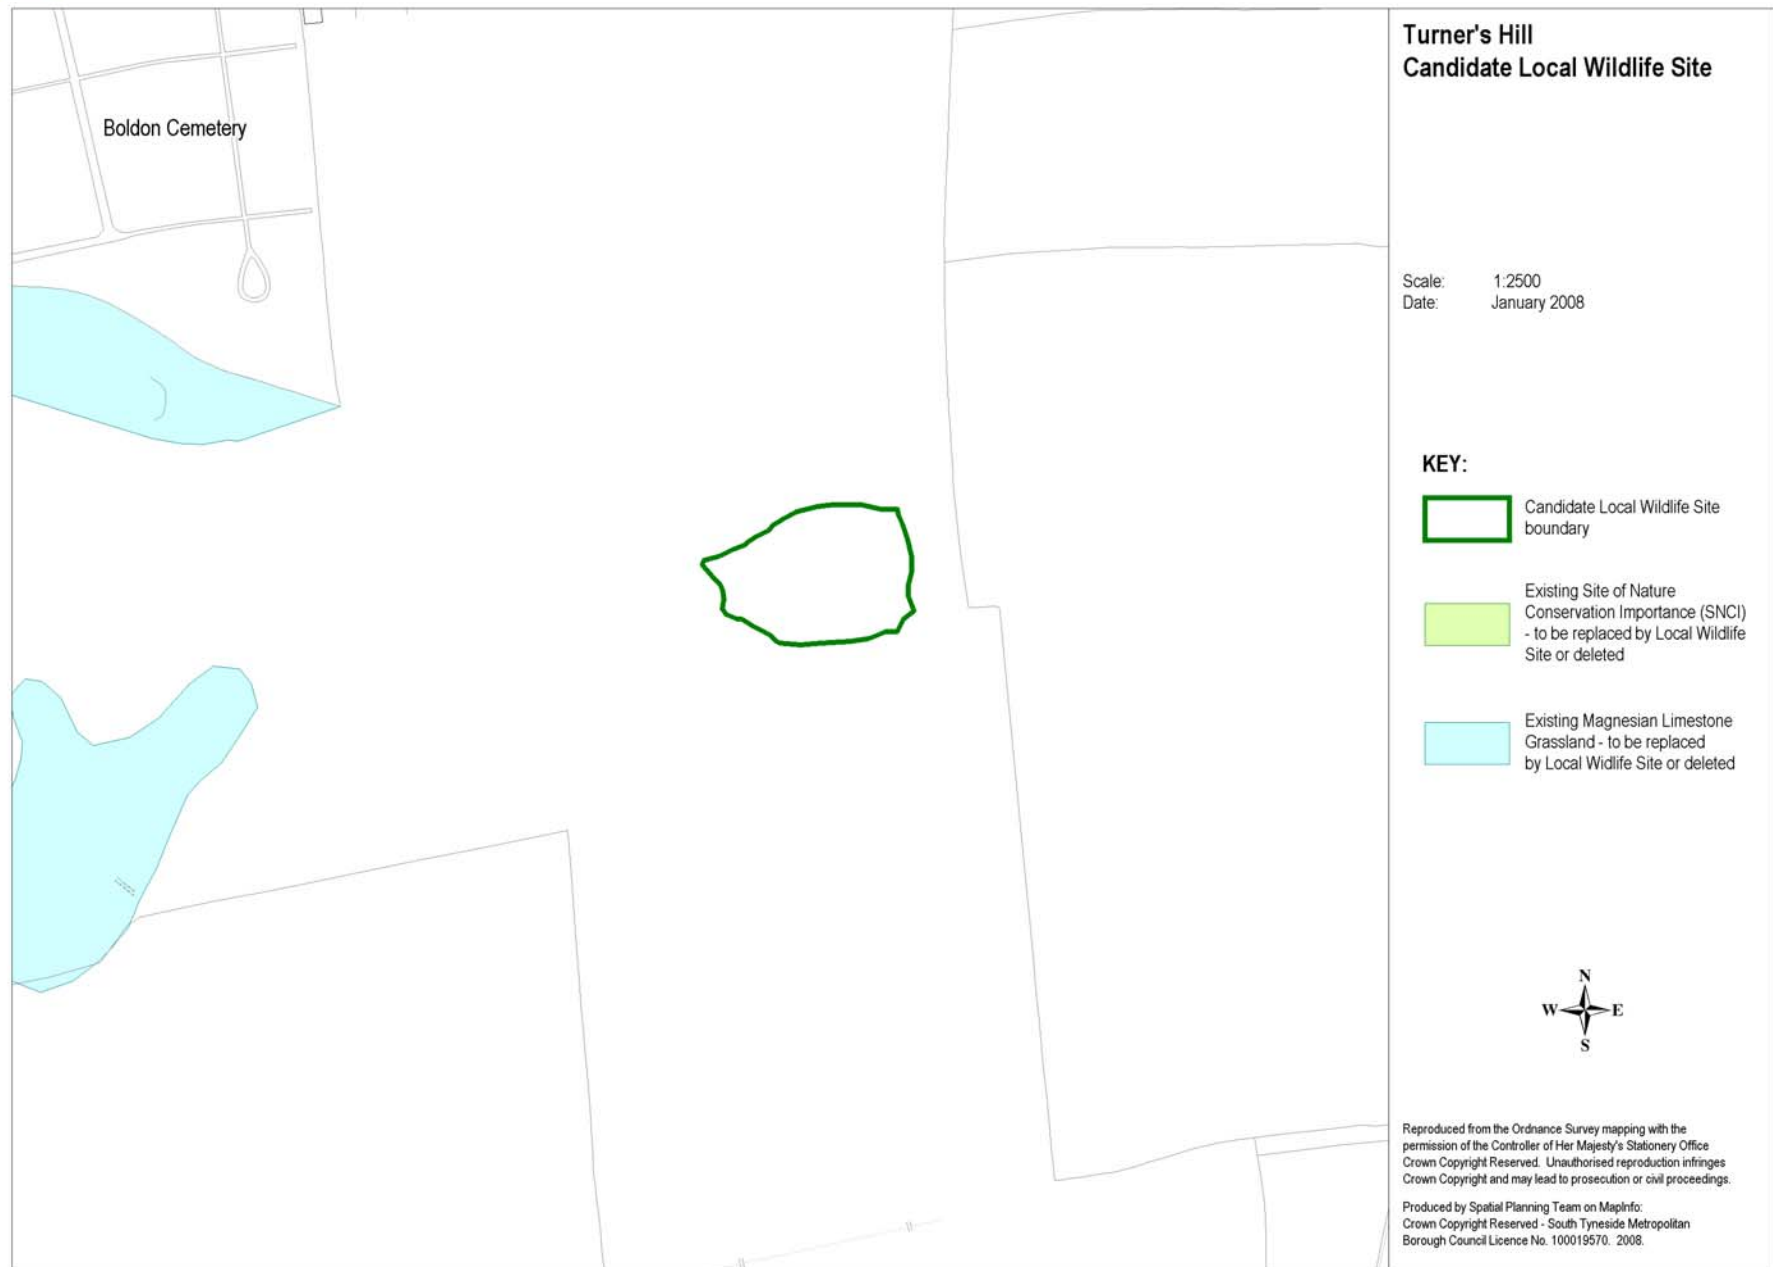 Turner's Hill
Candidate Local Wildlife Site
Boldon Cemetery
Scale: 1:2500
Date: January 2008
KEY:
Candidate Local Wildlife Site
boundary
Existing Site of Nature
Conservation Importance (SNCI)
- to be replaced by Local Wildlife
Site or deleted
Existing Magnesian Limestone
Grassland - to be replaced
by Local Widlife Site or deleted
N
W E
S
Reproduced from the Ordnance Survey mapping with the
permission of the Controller of Her Majesty's Stationery Office
Crown Copyright Reserved. Unauthorised reproduction infringes
Crown Copyright and may lead to prosecution or civil proceedings.
Produced by Spatial Planning Team on MapInfo:
Crown Copyright Reserved - South Tyneside Metropolitan
Borough Council Licence No. 100019570. 2008.